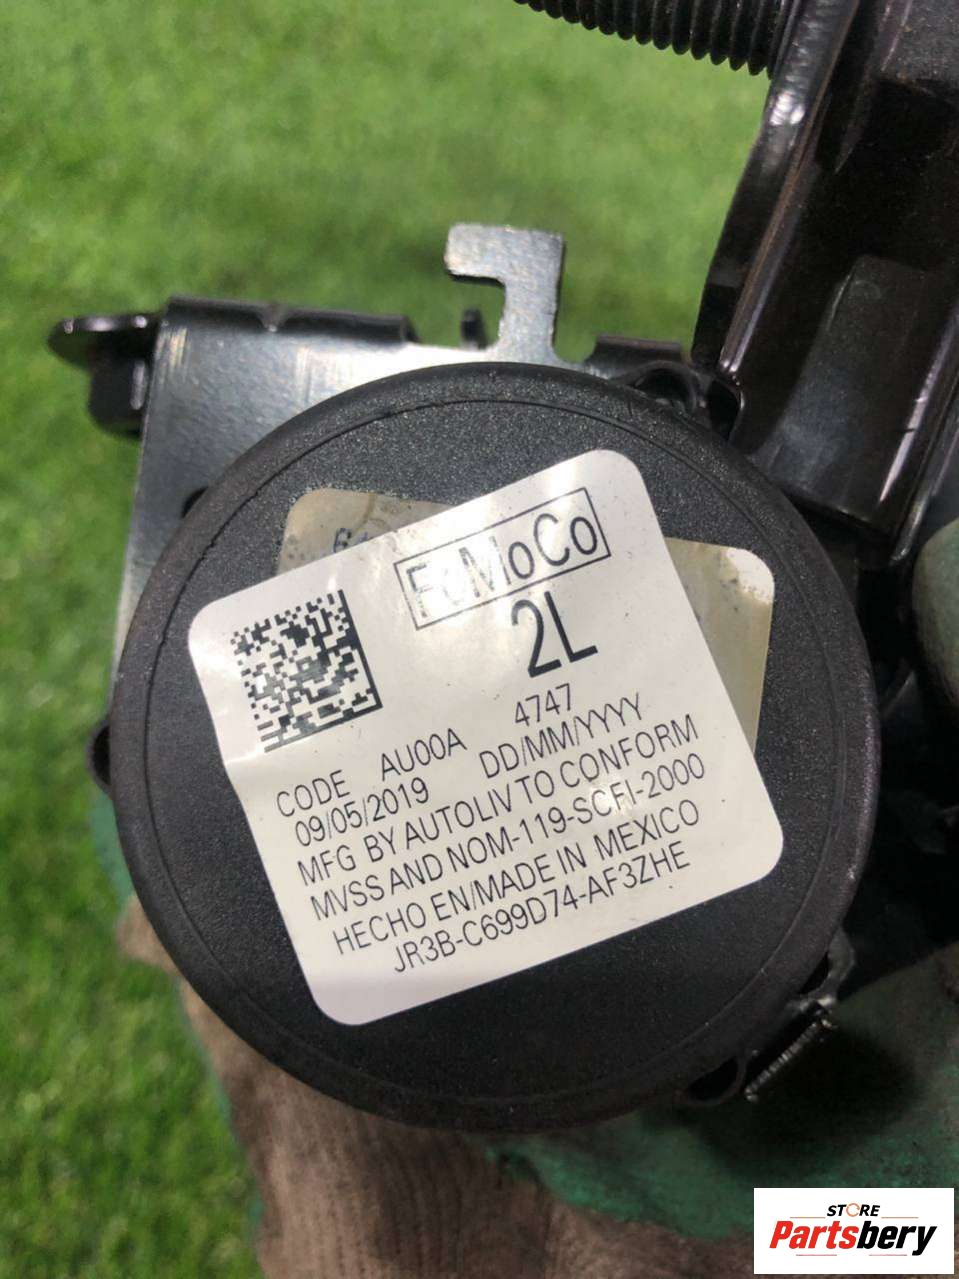 FoMoCo
2L
4747
CODE AU00A
09/05/2019 DD/MM/YYYY
MFG BY AUTOLIV TO CONFORM
MVSS AND NOM-119-SCFI-2000
HECHO EN/MADE IN MEXICO
JR3B-C699D74-AF3ZHE
STORE
Partsbery